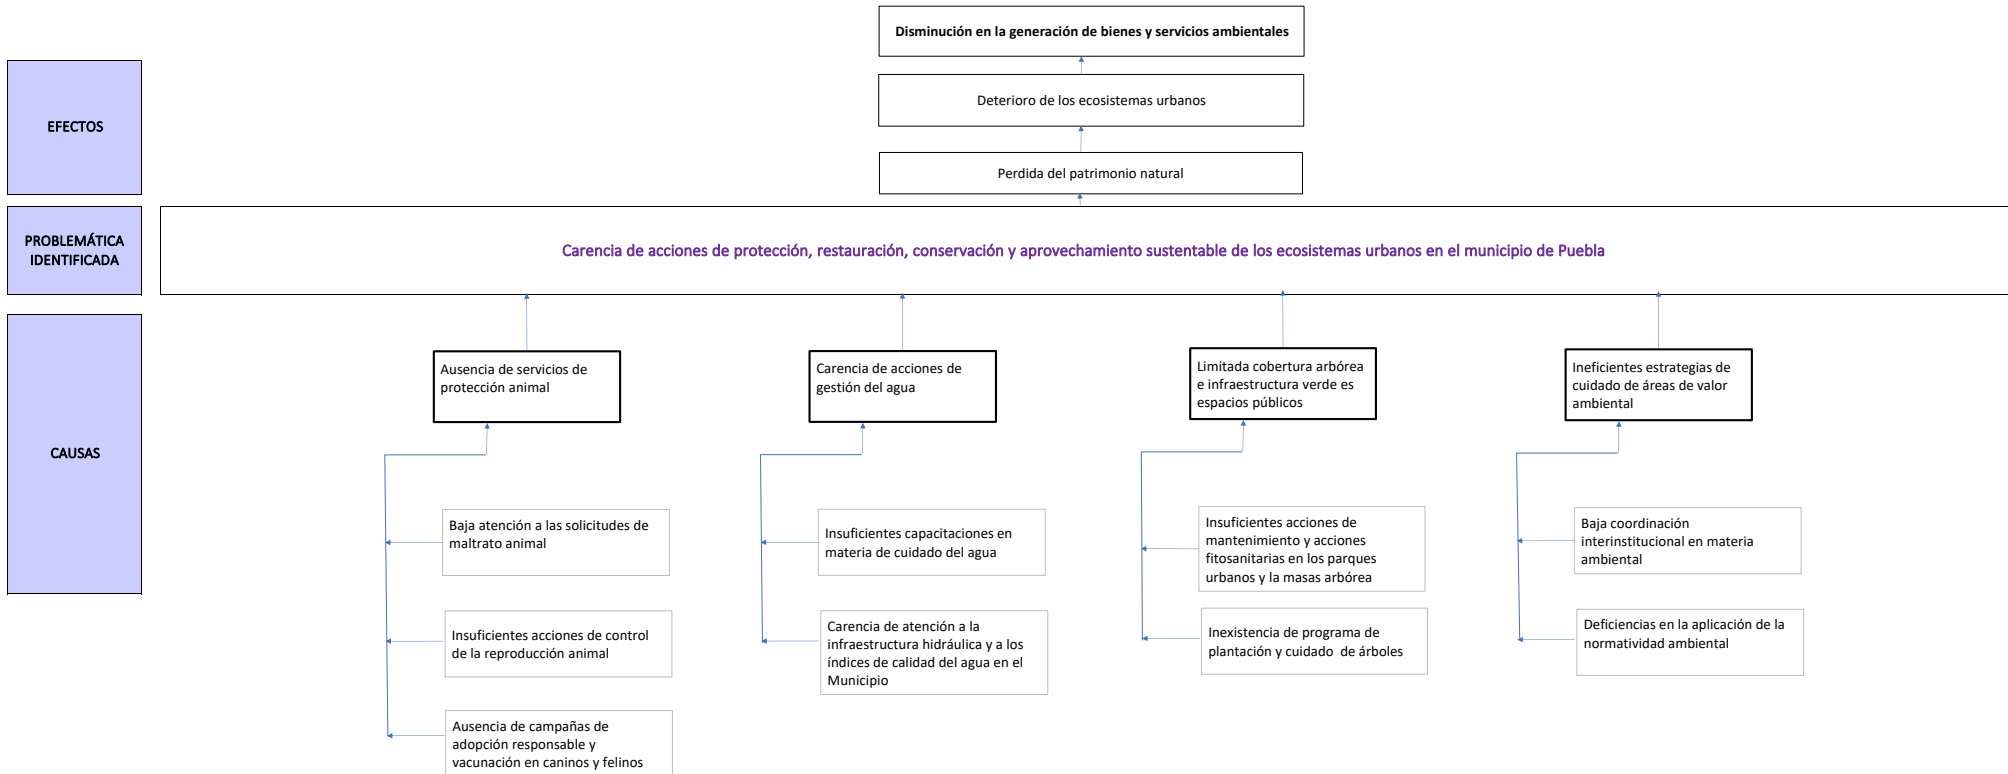 Disminución en la generación de bienes y servicios ambientales
EFECTOS
Deterioro de los ecosistemas urbanos
Perdida del patrimonio natural
PROBLEMÁTICA
IDENTIFICADA
Carencia de acciones de protección, restauración, conservación y aprovechamiento sustentable de los ecosistemas urbanos en el municipio de Puebla
CAUSAS
Ausencia de servicios de
protección animal
Carencia de acciones de
gestión del agua
Limitada cobertura arbórea
e infraestructura verde es
espacios públicos
Ineficientes estrategias de
cuidado de áreas de valor
ambiental
Baja atención a las solicitudes de
maltrato animal
Insuficientes capacitaciones en
materia de cuidado del agua
Insuficientes acciones de
mantenimiento y acciones
fitosanitarias en los parques
urbanos y la masas arbórea
Baja coordinación
interinstitucional en materia
ambiental
Insuficientes acciones de control
de la reproducción animal
Carencia de atención a la
infraestructura hidráulica y a los
índices de calidad del agua en el
Municipio
Inexistencia de programa de
plantación y cuidado  de árboles
Deficiencias en la aplicación de la
normatividad ambiental
Ausencia de campañas de
adopción responsable y
vacunación en caninos y felinos